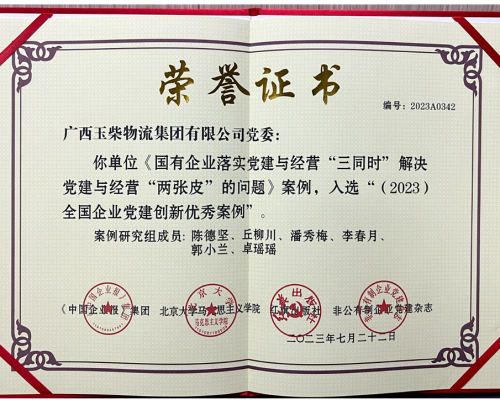 荣誉证书
编号：2023A0342
广西玉柴物流集团有限公司党委：
你单位《国有企业落实党建与经营“三同时”解决
党建与经营“两张皮”的问题》案例，入选“（2023）
全国企业党建创新优秀案例”。
案例研究组成员：陈德坚、丘柳川、潘秀梅、李春月、
郭小兰、卓瑶瑶
《中国企业报》集团 北京大学马克思主义学院 红旗出版社 非公有制企业党建杂志
二〇二三年七月二十二日